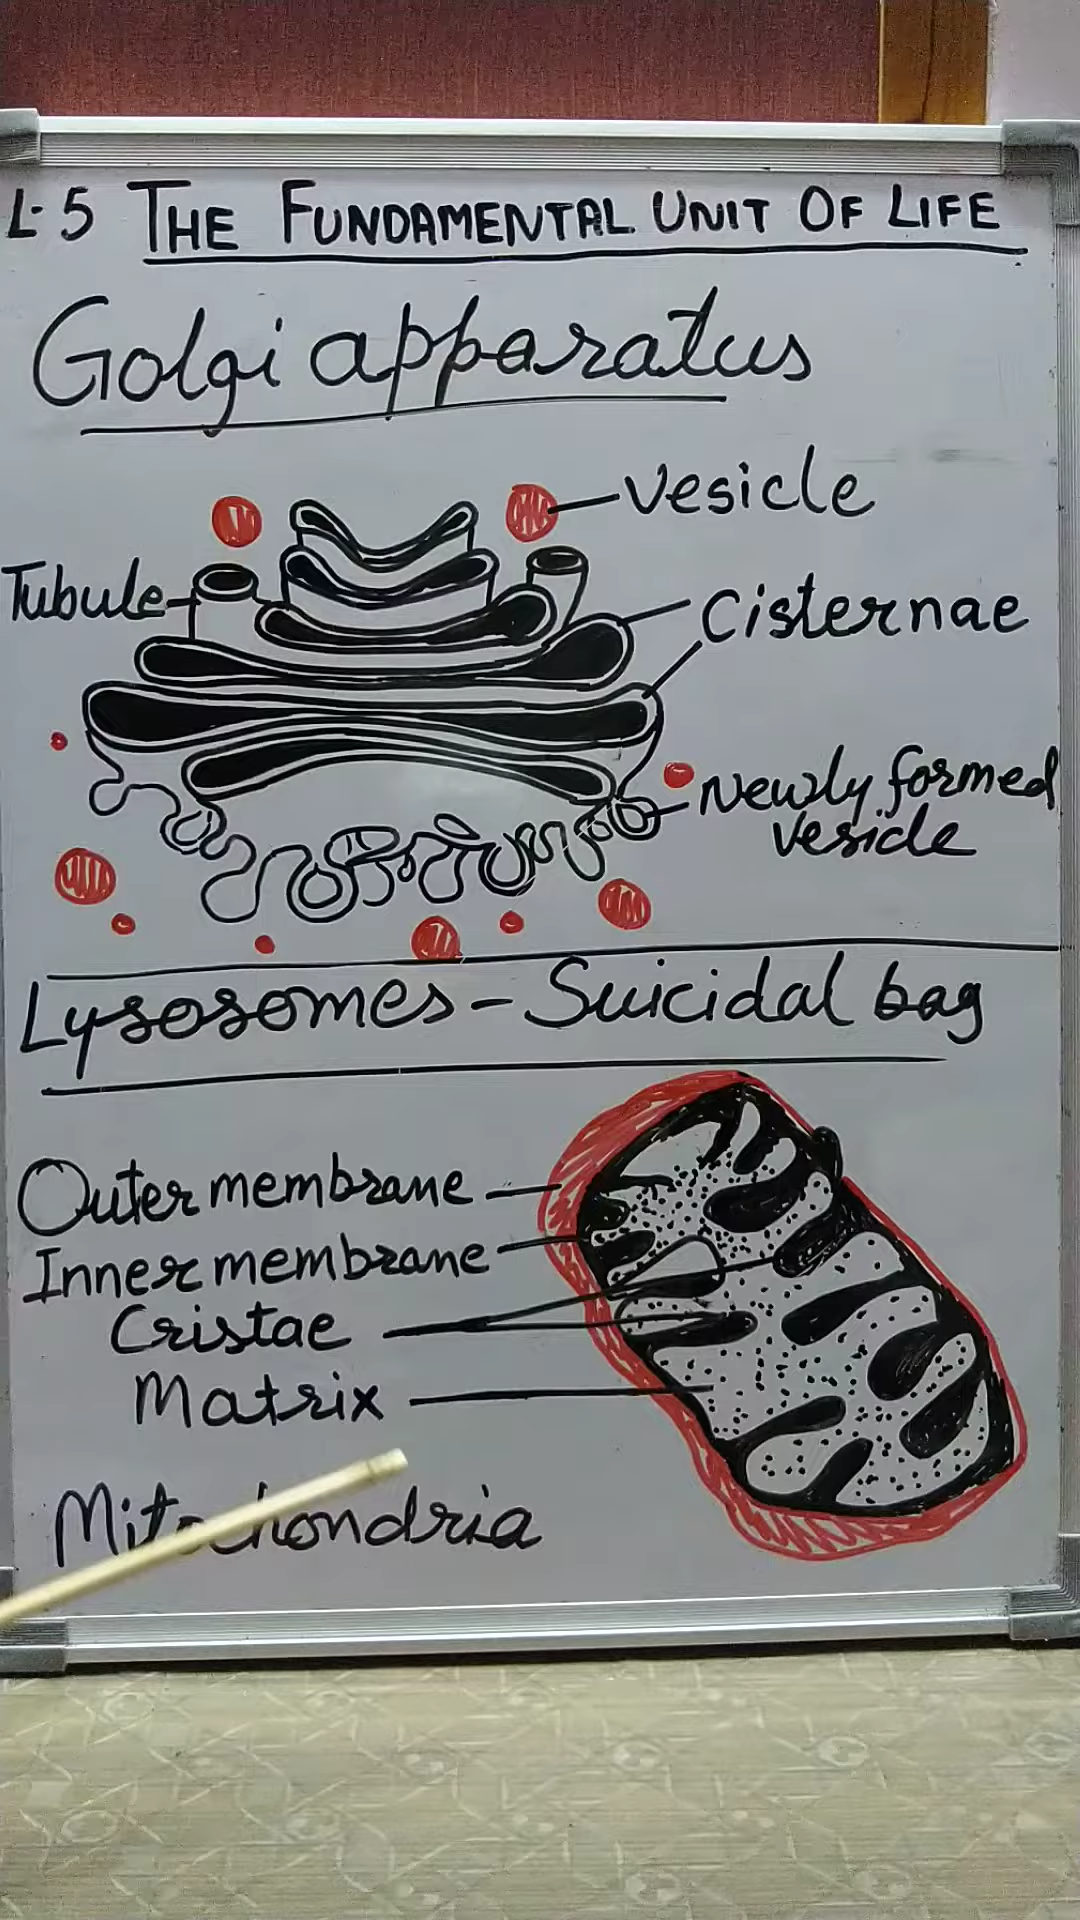 L-5 THE FUNDAMENTAL UNIT OF LIFE
Golgi apparatus
Vesicle
Tubule
Cisternae
Newly formed
vesicle
Lysosomes - Suicidal bag
Outer membrane
Inner membrane
Cristae
Matrix
Mitochondria